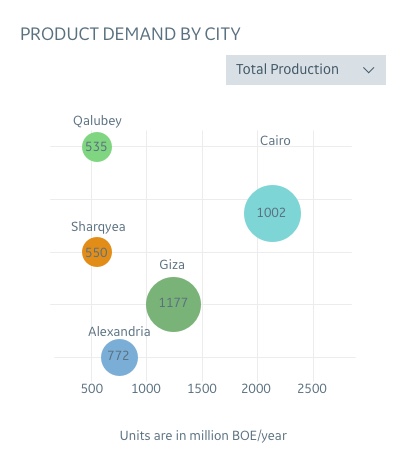 PRODUCT DEMAND BY CITY
Total Production
Qalubey
535
Cairo
1002
Sharqyea
550
Giza
1177
Alexandria
772
500 1000 1500 2000 2500
Units are in million BOE/year